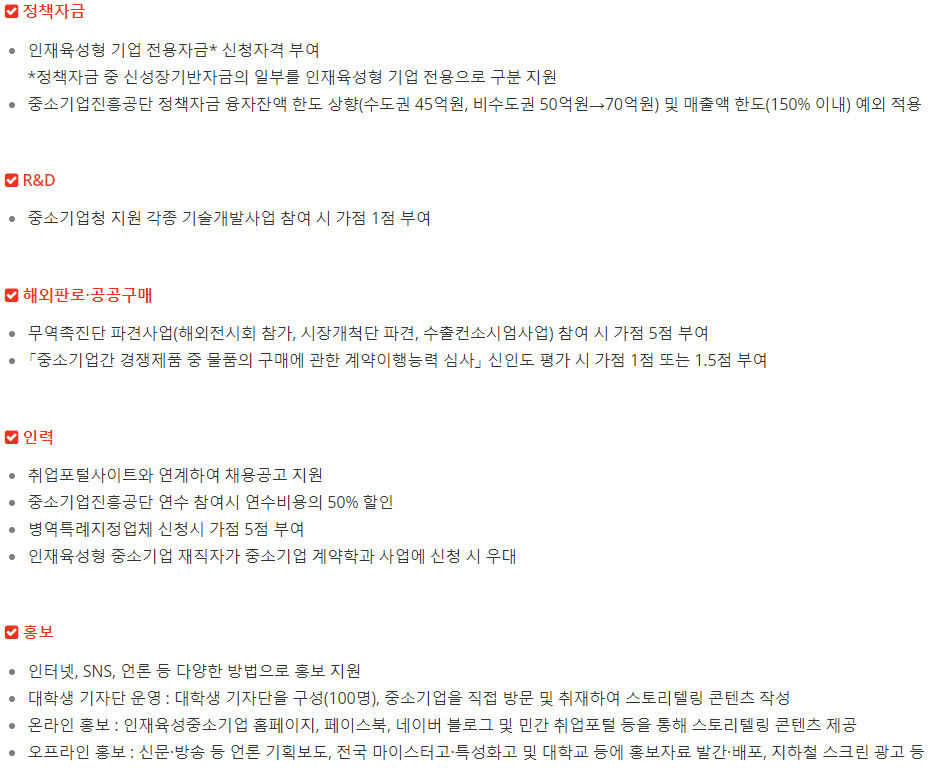 정책자금
인재육성형 기업 전용자금* 신청자격 부여
*정책자금 중 신성장기반자금의 일부를 인재육성형 기업 전용으로 구분 지원
중소기업진흥공단 정책자금 융자잔액 한도 상향(수도권 45억원, 비수도권 50억원→70억원) 및 매출액 한도(150% 이내) 예외 적용
R&D
중소기업청 지원 각종 기술개발사업 참여 시 가점 1점 부여
해외판로·공공구매
무역촉진단 파견사업(해외전시회 참가, 시장개척단 파견, 수출컨소시엄사업) 참여 시 가점 5점 부여
「중소기업간 경쟁제품 중 물품의 구매에 관한 계약이행능력 심사」 신인도 평가 시 가점 1점 또는 1.5점 부여
인력
취업포털사이트와 연계하여 채용공고 지원
중소기업진흥공단 연수 참여시 연수비용의 50% 할인
병역특례지정업체 신청시 가점 5점 부여
인재육성형 중소기업 재직자가 중소기업 계약학과 사업에 신청 시 우대
홍보
인터넷, SNS, 언론 등 다양한 방법으로 홍보 지원
대학생 기자단 운영 : 대학생 기자단을 구성(100명), 중소기업을 직접 방문 및 취재하여 스토리텔링 콘텐츠 작성
온라인 홍보 : 인재육성중소기업 홈페이지, 페이스북, 네이버 블로그 및 민간 취업포털 등을 통해 스토리텔링 콘텐츠 제공
오프라인 홍보 : 신문·방송 등 언론 기획보도, 전국 마이스터고·특성화고 및 대학교 등에 홍보자료 발간·배포, 지하철 스크린 광고 등